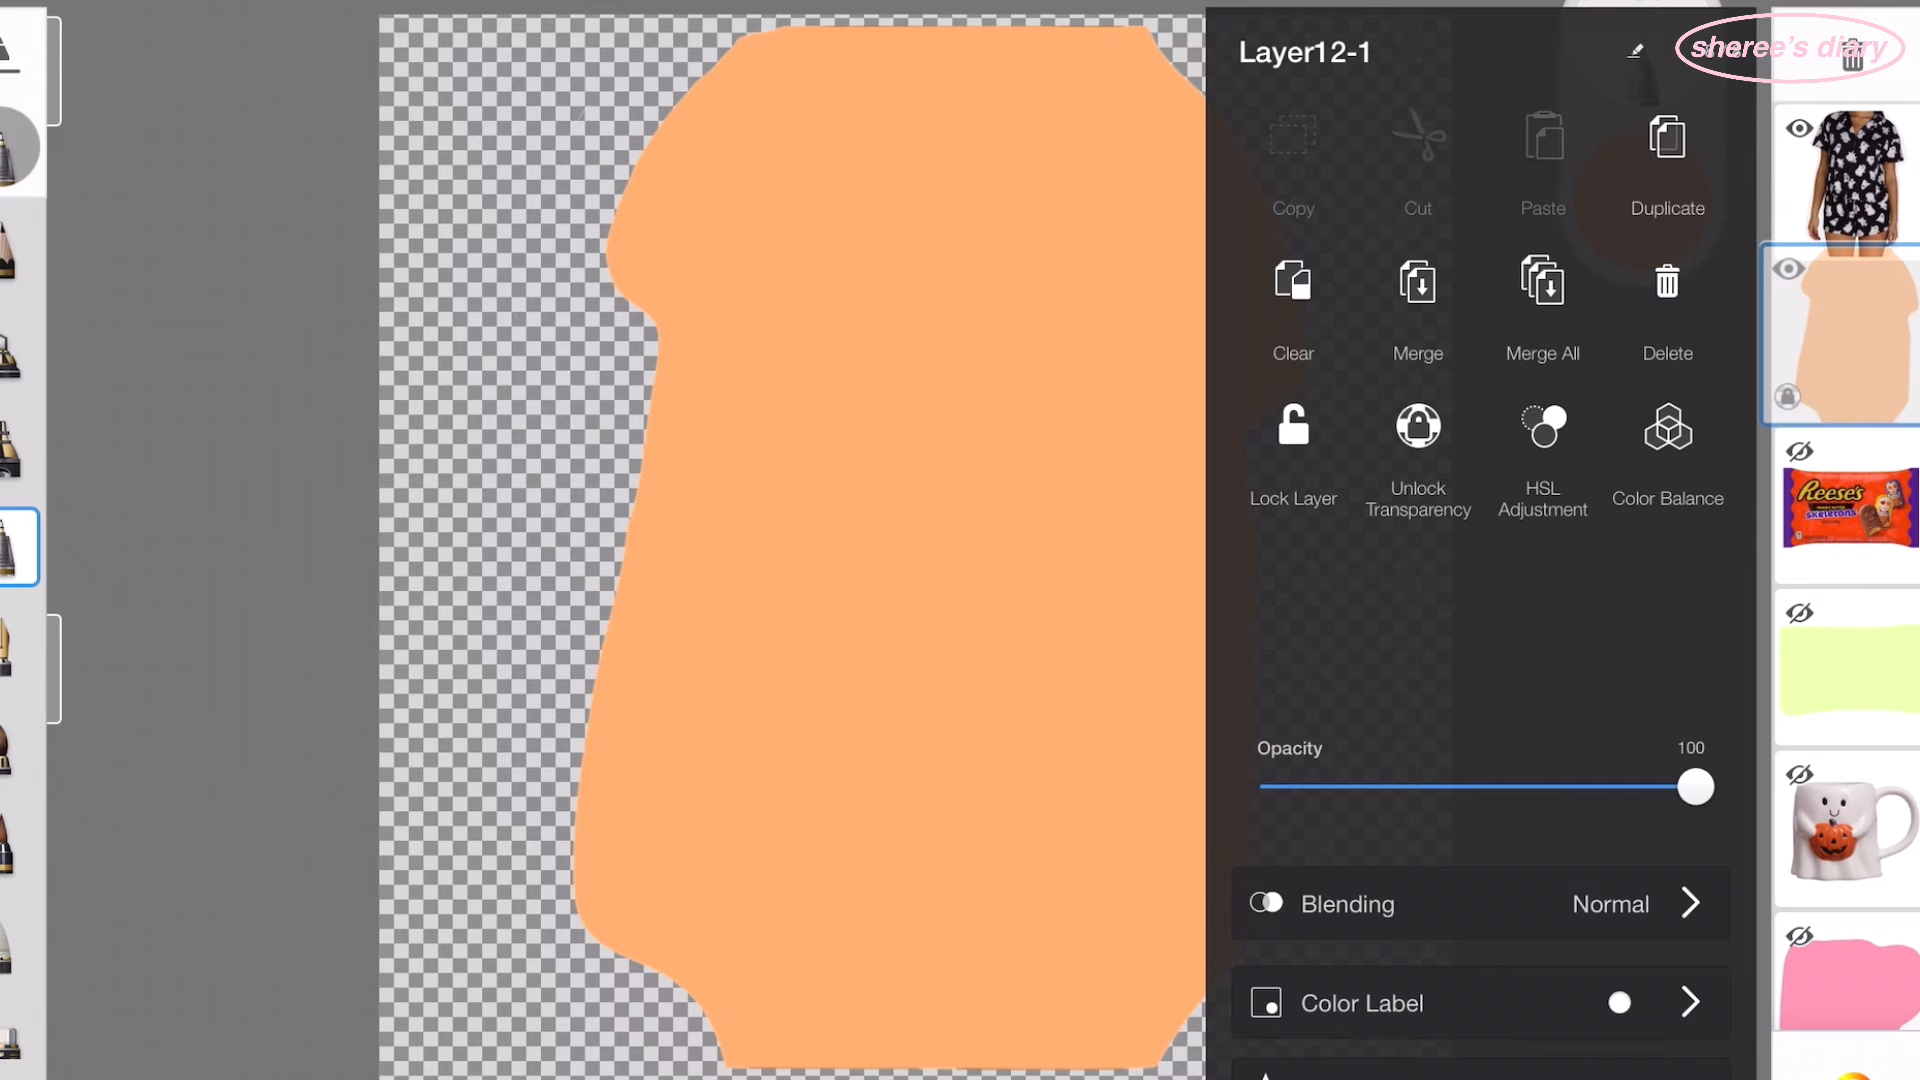 Layer12-1
sheree's diary
Copy
Cut
Paste
Duplicate
Clear
Merge
Merge All
Delete
Lock Layer
Unlock
Transparency
HSL
Adjustment
Color Balance
Reese's
skeletons
Opacity
100
Blending
Normal
Color Label